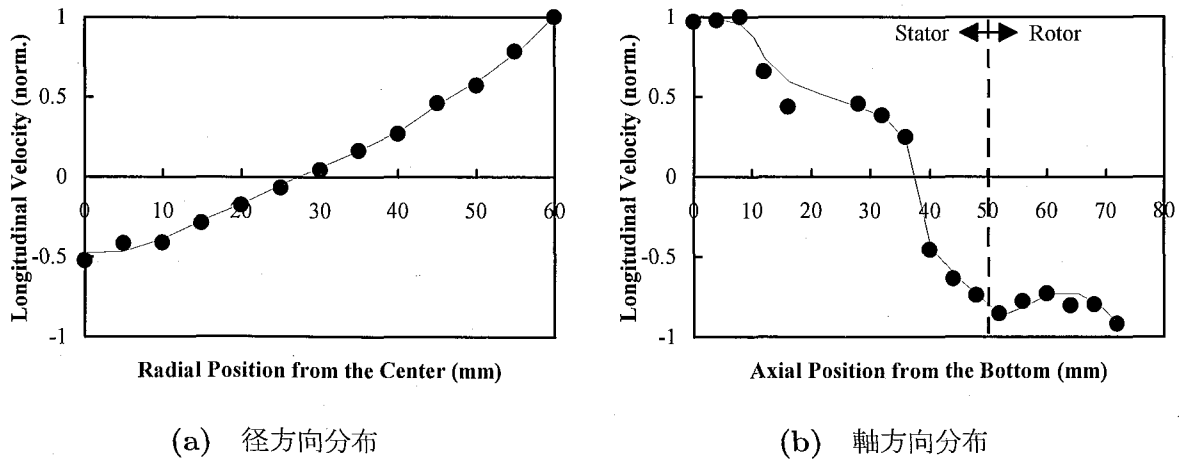 1
0.5
0
-0.5
-1
0 10 20 30 40 50 60
Longitudinal Velocity (norm.)
Radial Position from the Center (mm)
(a) 径方向分布
1
0.5
0
-0.5
-1
0 10 20 30 40 50 60 70 80
Stator Rotor
Longitudinal Velocity (norm.)
Axial Position from the Bottom (mm)
(b) 軸方向分布